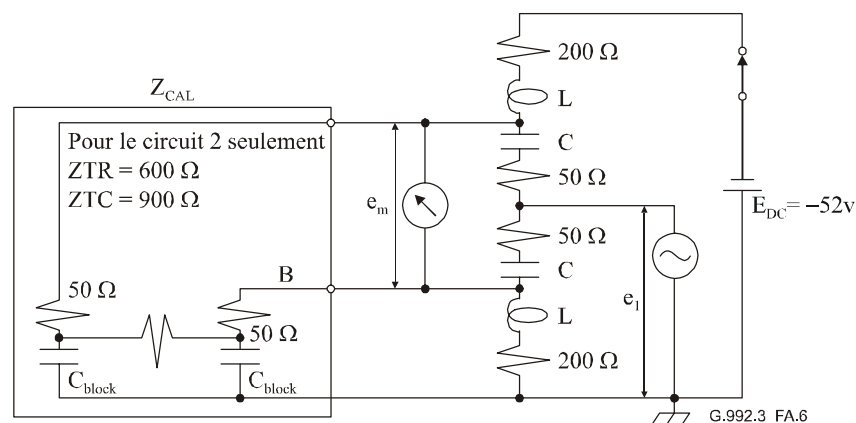 200 Ω
Z_CAL
L
Pour le circuit 2 seulement
C
ZTR = 600 Ω
50 Ω
ZTC = 900 Ω
e_m
E_DC = –52v
50 Ω
B
C
50 Ω
e_1
L
50 Ω
200 Ω
C_block
C_block
G.992.3 FA.6